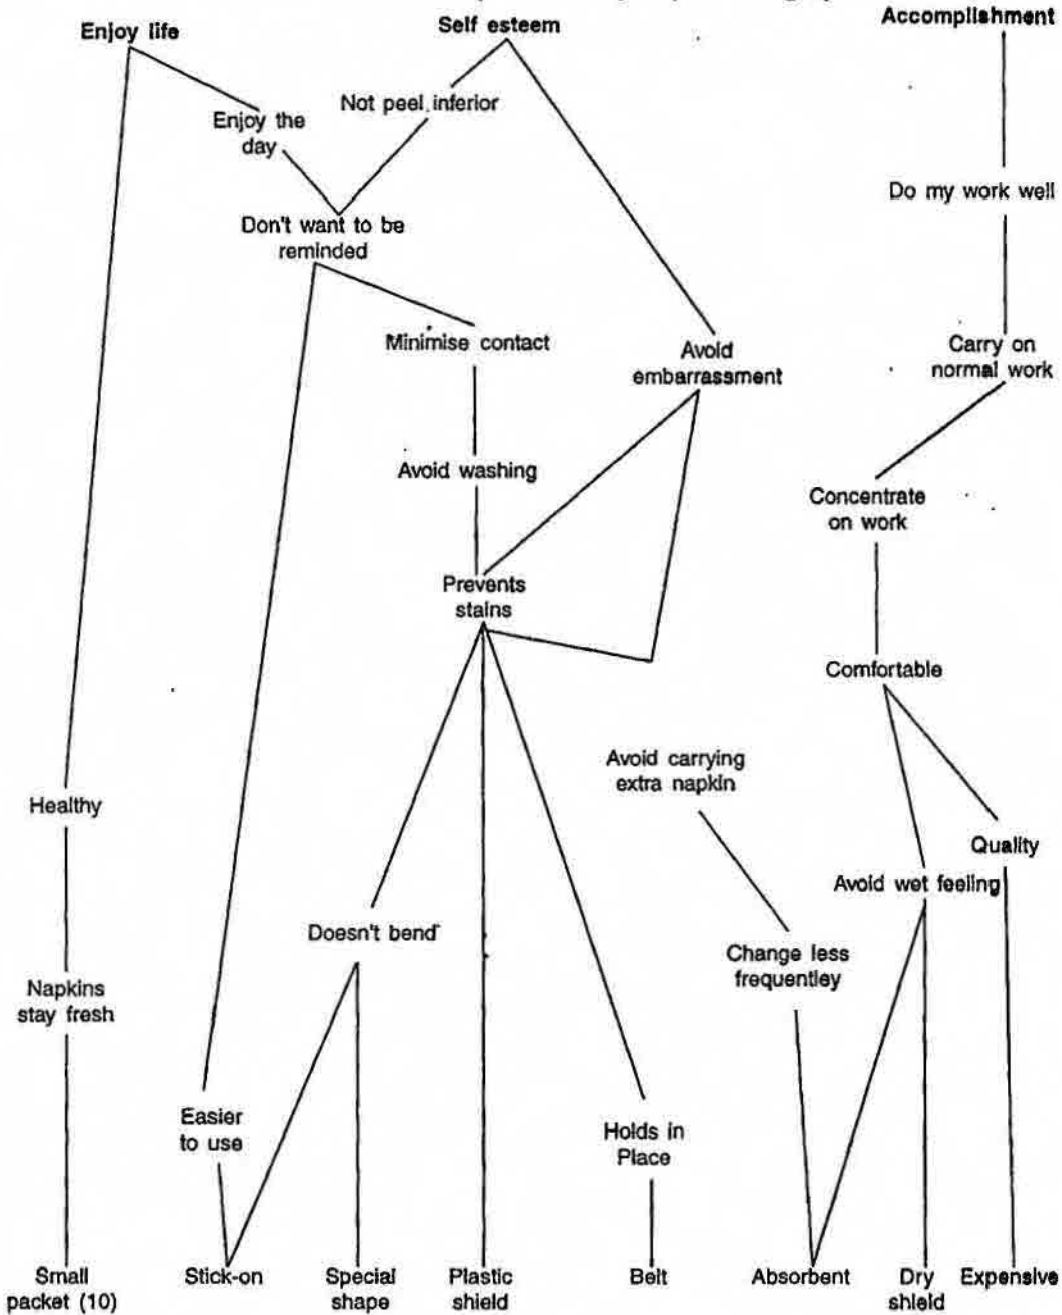 Enjoy life
Self esteem
Accomplishment
Not peel inferior
Enjoy the
day
Do my work well
Don't want to be
reminded
Minimise contact
Avoid
embarrassment
Carry on
normal work
Avoid washing
Concentrate
on work
Prevents
stains
Comfortable
Avoid carrying
extra napkin
Healthy
Quality
Avoid wet feeling
Doesn't bend
Change less
frequentley
Napkins
stay fresh
Easier
to use
Holds in
Place
Small
packet (10)
Stick-on
Special
shape
Plastic
shield
Belt
Absorbent
Dry
shield
Expensive